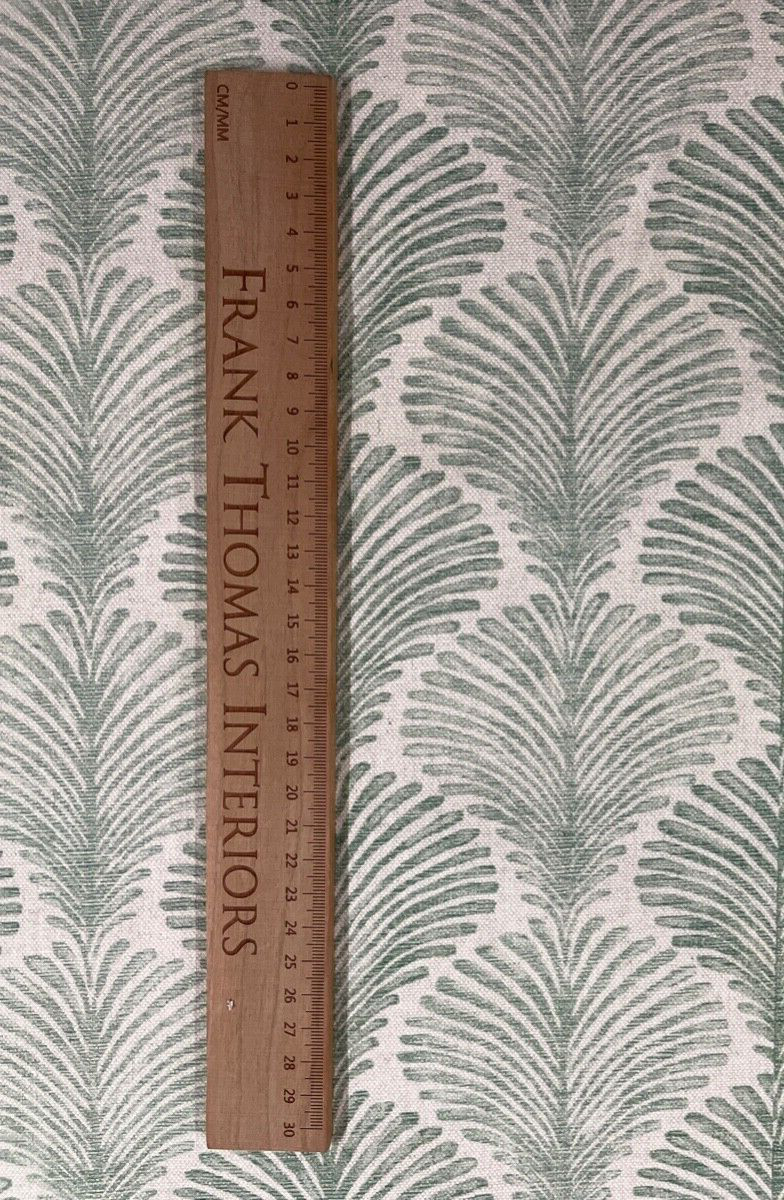 CM/MM
0 1 2 3 4 5 6 7 8 9 10 11 12 13 14 15 16 17 18 19 20 21 22 23 24 25 26 27 28 29 30
FRANK THOMAS INTERIORS